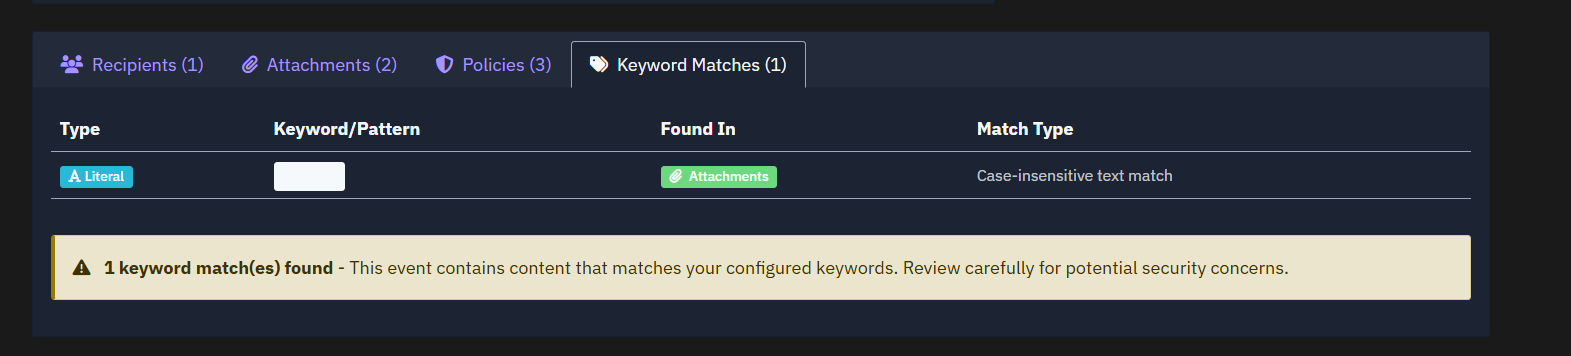 Recipients (1) Attachments (2) Policies (3) Keyword Matches (1)
Type Keyword/Pattern Found In Match Type
A Literal Attachments Case-insensitive text match
1 keyword match(es) found - This event contains content that matches your configured keywords. Review carefully for potential security concerns.